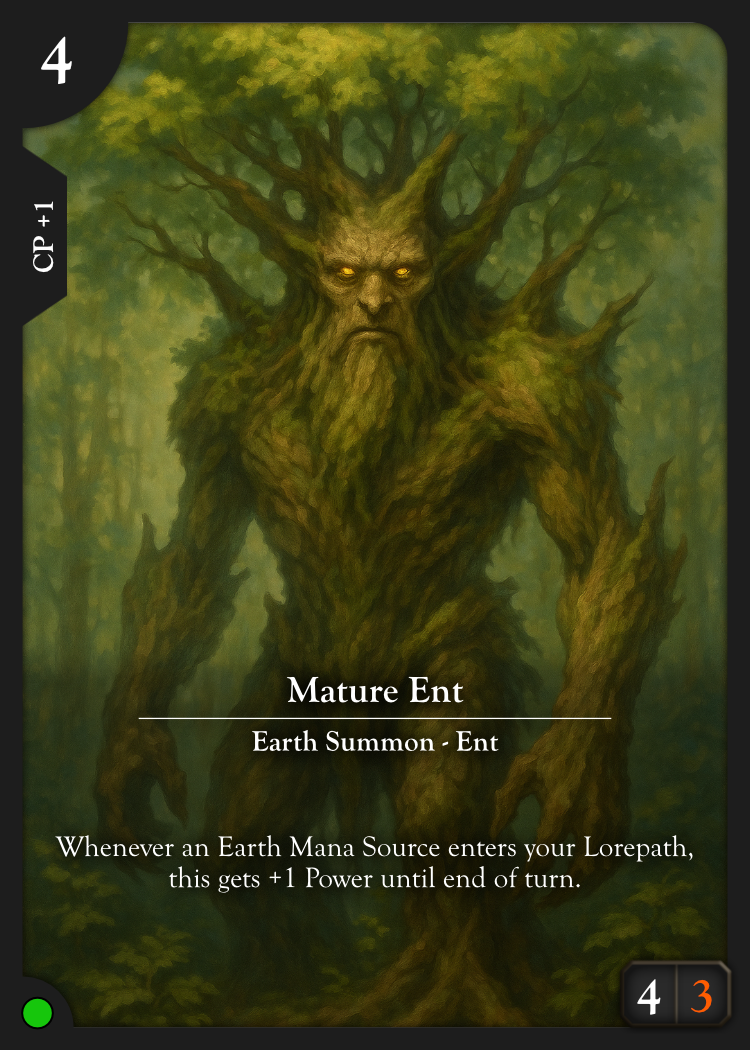 4
CP +1
Mature Ent
Earth Summon - Ent
Whenever an Earth Mana Source enters your Lorepath,
this gets +1 Power until end of turn.
4 3